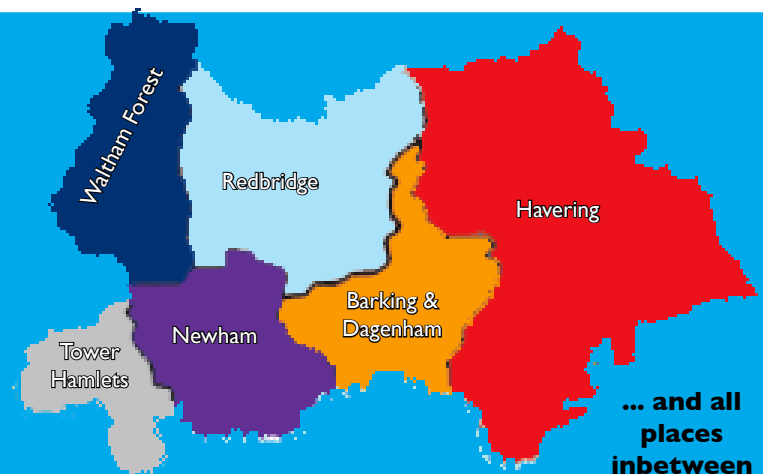 Waltham Forest
Redbridge
Havering
Barking &
Dagenham
Newham
Tower
Hamlets
... and all
places
inbetween